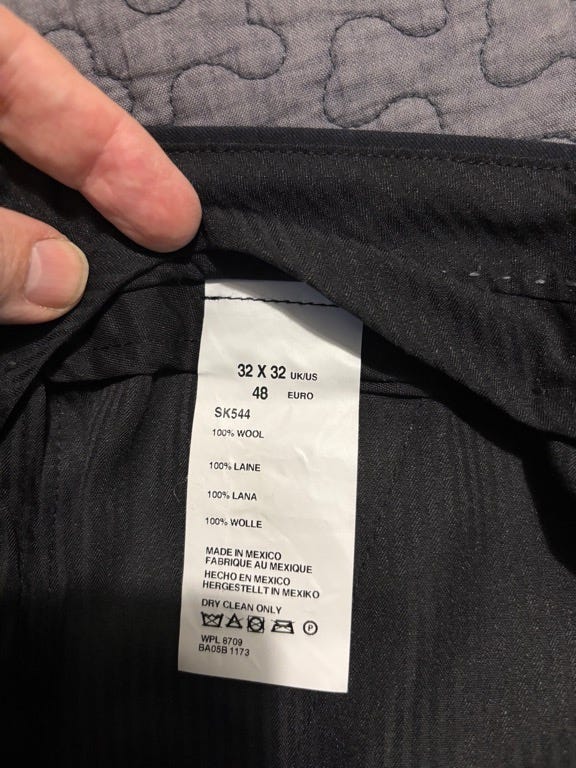 32 X 32 UK/US
48 EURO
SK544
100% WOOL
100% LAINE
100% LANA
100% WOLLE
MADE IN MEXICO
FABRIQUE AU MEXIQUE
HECHO EN MEXICO
HERGESTELLT IN MEXIKO
DRY CLEAN ONLY
P
WPL 8709
BA05B 1173